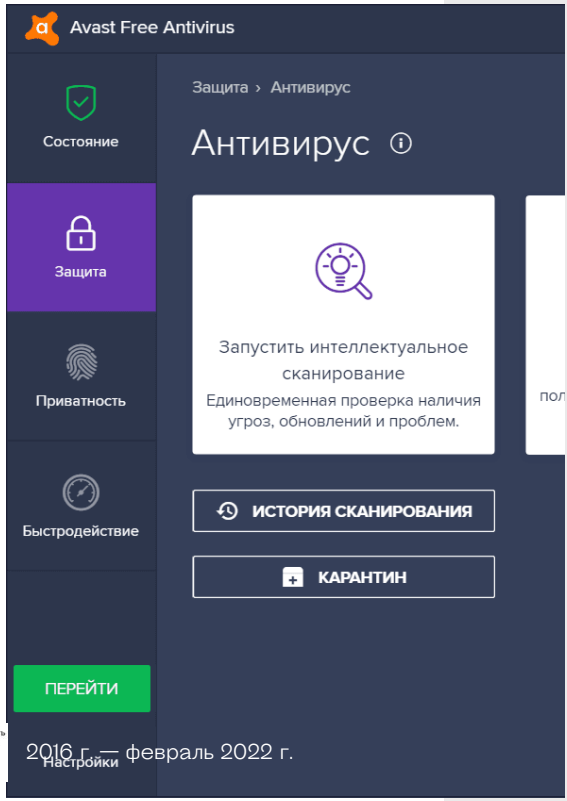 Avast Free Antivirus
Состояние
Защита
Приватность
Быстродействие
ПЕРЕЙТИ
Настройки
Защита › Антивирус
Антивирус
Запустить интеллектуальное
сканирование
Единовременная проверка наличия
угроз, обновлений и проблем.
пол
ИСТОРИЯ СКАНИРОВАНИЯ
КАРАНТИН
2016 г. — февраль 2022 г.